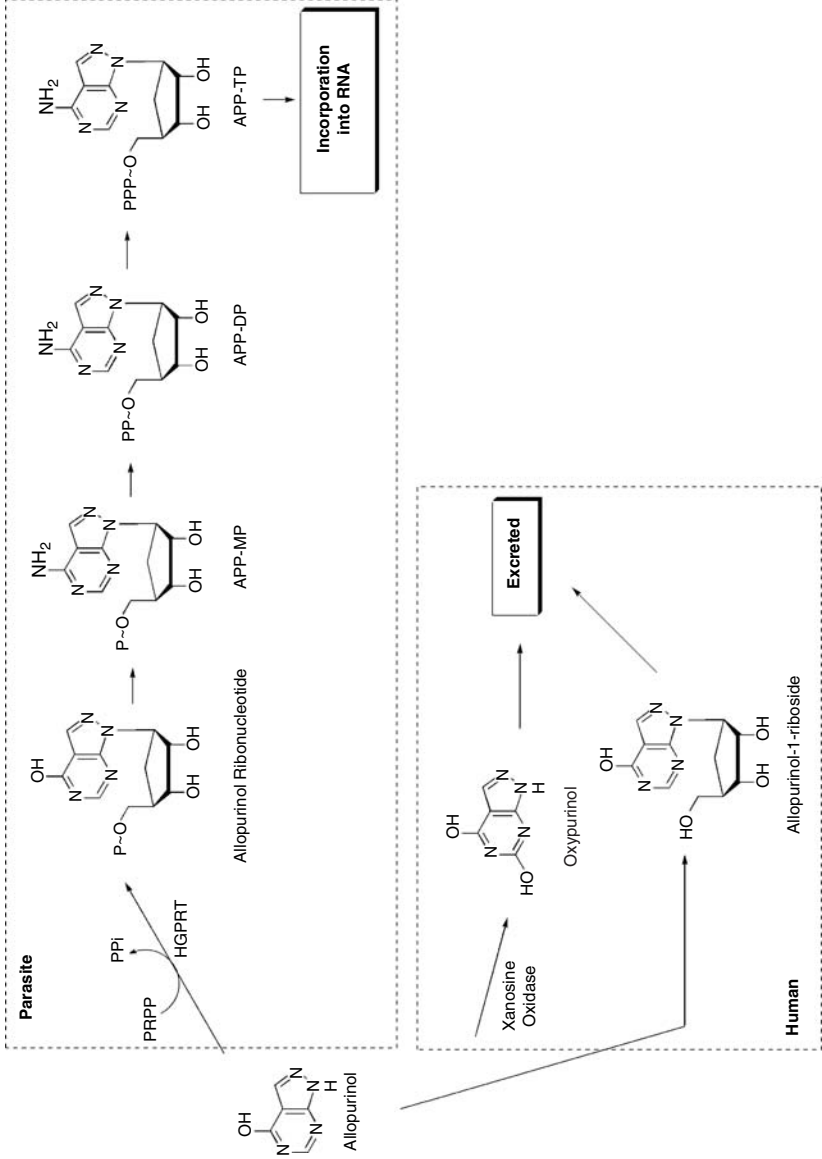 Parasite
OH
N
N
N
N
H
Allopurinol
PRPP
PPi
HGPRT
OH
N
N
N
N
P~O
OH
OH
Allopurinol Ribonucleotide
NH2
N
N
N
N
P~O
OH
OH
APP-MP
NH2
N
N
N
N
PP~O
OH
OH
APP-DP
NH2
N
N
N
N
PPP~O
OH
OH
APP-TP
Incorporation
into RNA
Xanosine
Oxidase
OH
N
N
N
N
H
HO
Oxypurinol
Excreted
OH
N
N
N
N
HO
OH
OH
Allopurinol-1-riboside
Human